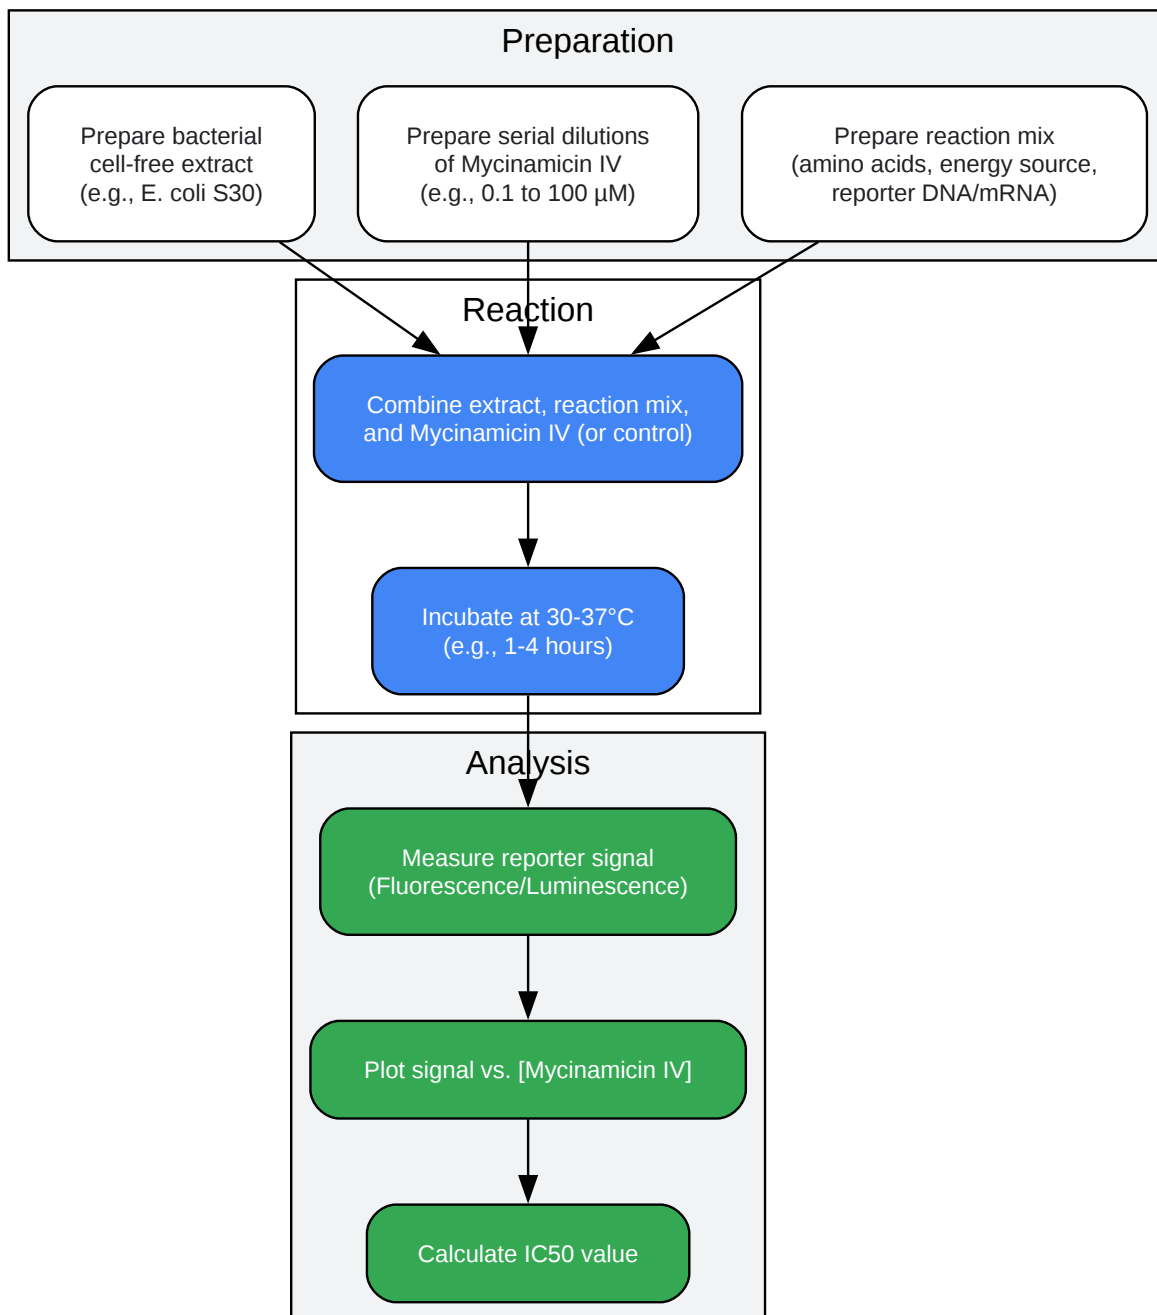 Preparation
Prepare bacterial
cell-free extract
(e.g., E. coli S30)
Prepare serial dilutions
of Mycinamicin IV
(e.g., 0.1 to 100 µM)
Prepare reaction mix
(amino acids, energy source,
reporter DNA/mRNA)
Reaction
Combine extract, reaction mix,
and Mycinamicin IV (or control)
Incubate at 30-37°C
(e.g., 1-4 hours)
Analysis
Measure reporter signal
(Fluorescence/Luminescence)
Plot signal vs. [Mycinamicin IV]
Calculate IC50 value